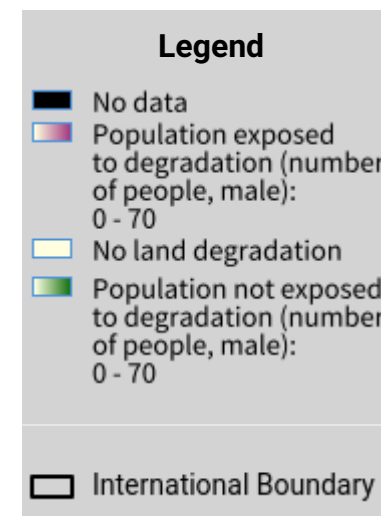 Legend
No data
Population exposed
to degradation (number
of people, male):
0 - 70
No land degradation
Population not exposed
to degradation (number
of people, male):
0 - 70
International Boundary